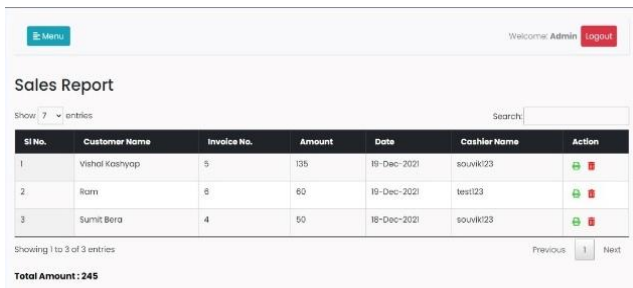 Menu
Welcome: Admin Logout
Sales Report
Show 7 entries
Search:
Sl No. Customer Name Invoice No. Amount Date Cashier Name Action
1 Vishal Kashyap 5 135 19-Dec-2021 souvik123
2 Ram 6 60 19-Dec-2021 test123
3 Sumit Bera 4 50 18-Dec-2021 souvik123
Showing 1 to 3 of 3 entries
Previous 1 Next
Total Amount : 245